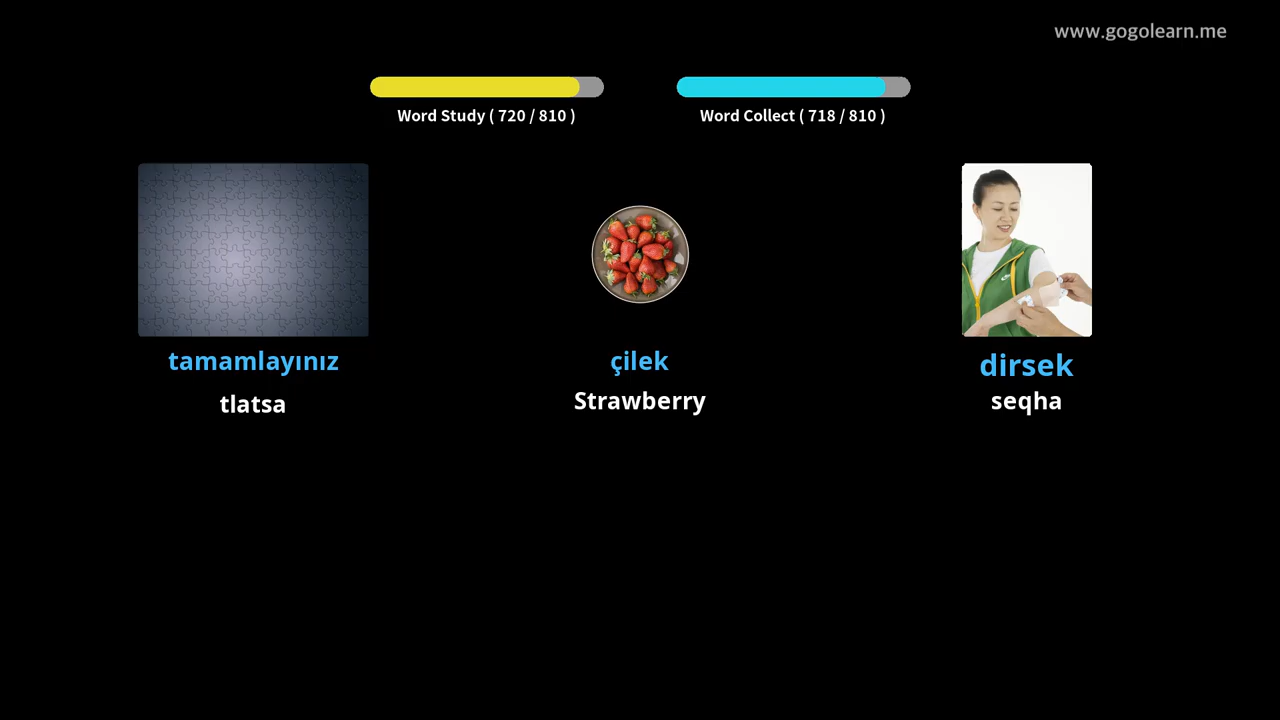 www.gogolearn.me
Word Study ( 720 / 810 )
Word Collect ( 718 / 810 )
tamamlayınız
tlatsa
çilek
Strawberry
dirsek
seqha